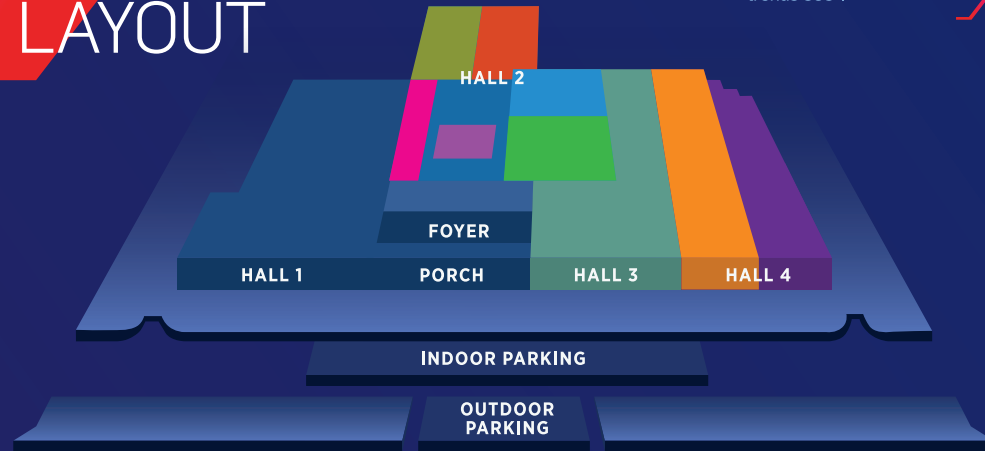 LAYOUT
HALL 2
FOYER
HALL 1
PORCH
HALL 3
HALL 4
INDOOR PARKING
OUTDOOR
PARKING